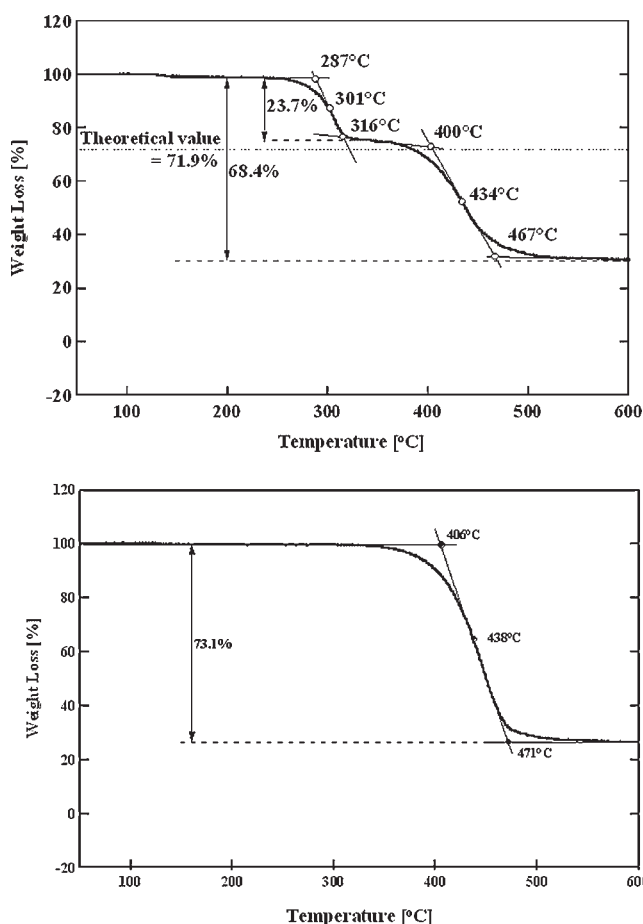 120
100
80
60
40
20
0
-20
Weight Loss [%]
287°C
23.7%
301°C
316°C
400°C
Theoretical value
= 71.9%
68.4%
434°C
467°C
100
200
300
400
500
600
Temperature [°C]
120
100
80
60
40
20
0
-20
Weight Loss [%]
406°C
73.1%
438°C
471°C
100
200
300
400
500
600
Temperature [°C]